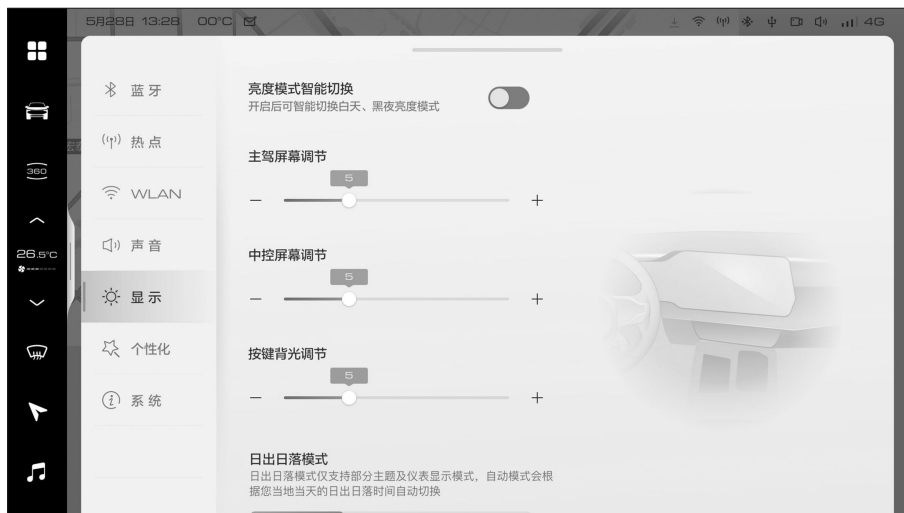 5月28日 13:28 00°C
4G
360
26.5°C
蓝牙
热点
WLAN
声音
显示
个性化
系统
亮度模式智能切换
开启后可智能切换白天、黑夜亮度模式
主驾屏幕调节
5
− +
中控屏幕调节
5
− +
按键背光调节
5
− +
日出日落模式
日出日落模式仅支持部分主题及仪表显示模式，自动模式会根
据您当地当天的日出日落时间自动切换